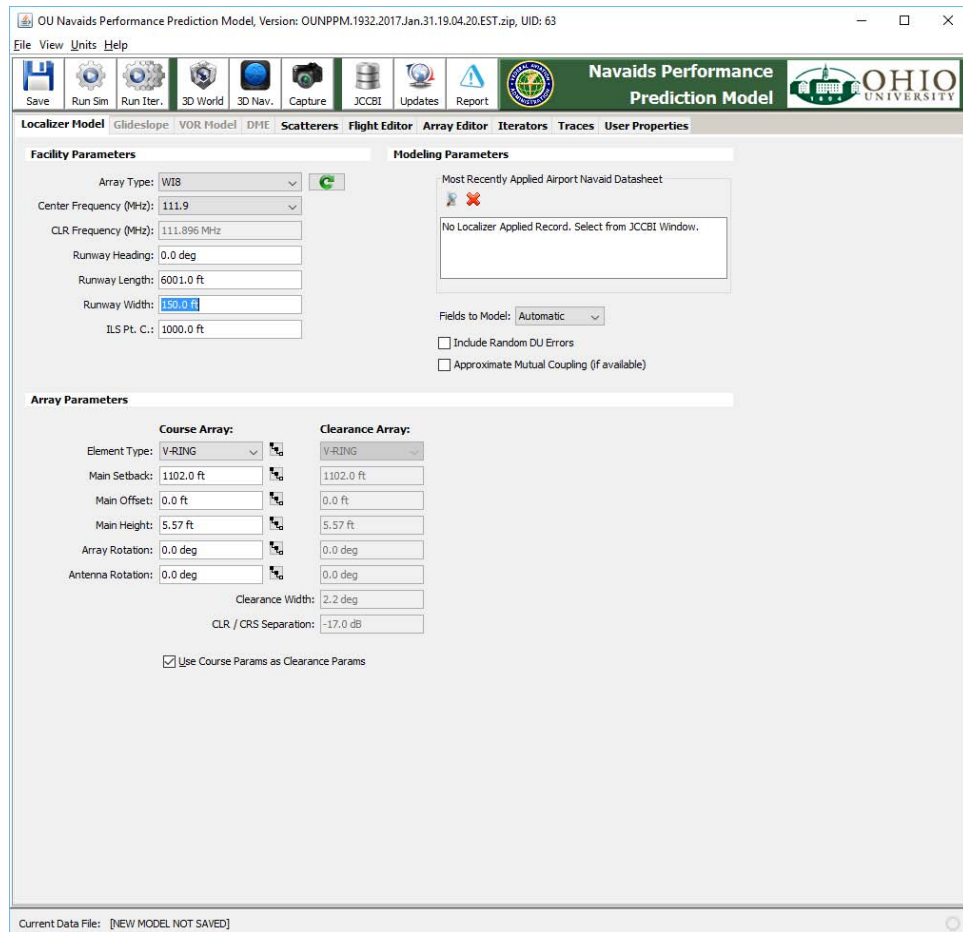 OU Navaids Performance Prediction Model, Version: OUNPPM.1932.2017.Jan.31.19.04.20.EST.zip, UID: 63
File View Units Help
Save Run Sim Run Iter. 3D World 3D Nav. Capture JCCBI Updates Report
FEDERAL AVIATION ADMINISTRATION
Navaids Performance
Prediction Model
1804
OHIO
UNIVERSITY
Localizer Model Glideslope VOR Model DME Scatterers Flight Editor Array Editor Iterators Traces User Properties
Facility Parameters
Array Type: WI8
Center Frequency (MHz): 111.9
CLR Frequency (MHz): 111.896 MHz
Runway Heading: 0.0 deg
Runway Length: 6001.0 ft
Runway Width: 150.0 ft
ILS Pt. C.: 1000.0 ft
Modeling Parameters
Most Recently Applied Airport Navaid Datasheet
No Localizer Applied Record. Select from JCCBI Window.
Fields to Model: Automatic
Include Random DU Errors
Approximate Mutual Coupling (if available)
Array Parameters
Course Array: Clearance Array:
Element Type: V-RING V-RING
Main Setback: 1102.0 ft 1102.0 ft
Main Offset: 0.0 ft 0.0 ft
Main Height: 5.57 ft 5.57 ft
Array Rotation: 0.0 deg 0.0 deg
Antenna Rotation: 0.0 deg 0.0 deg
Clearance Width: 2.2 deg
CLR / CRS Separation: -17.0 dB
Use Course Params as Clearance Params
Current Data File: [NEW MODEL NOT SAVED]